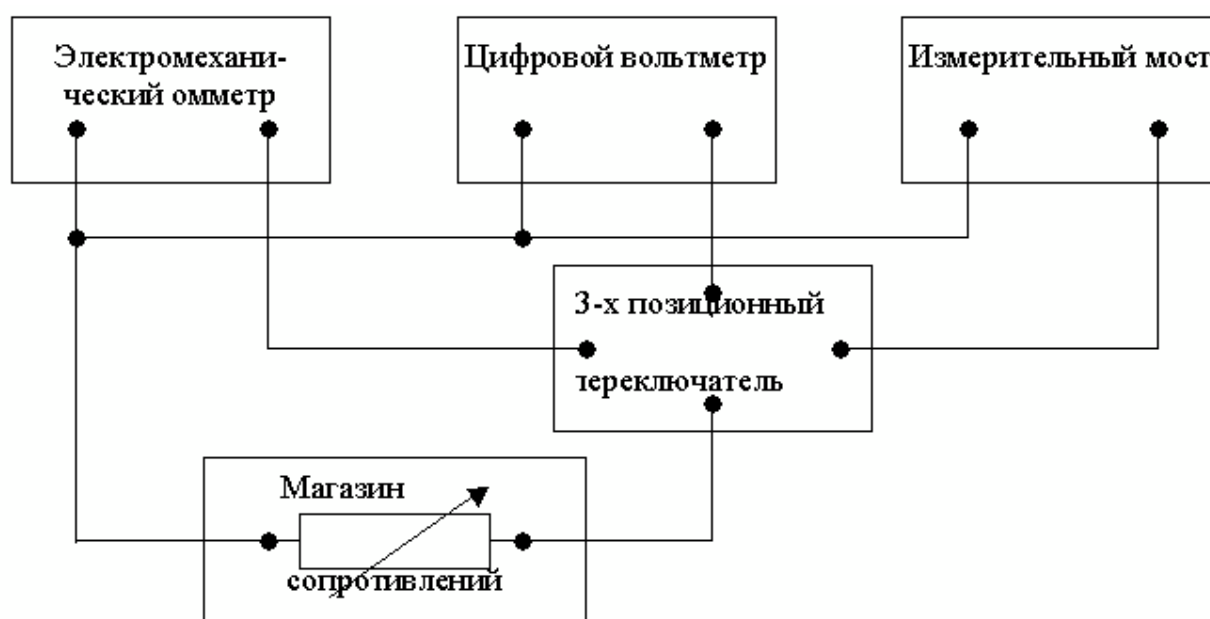 Электромехани-
ческий омметр
Цифровой вольтметр
Измерительный мост
3-х позиционный
переключатель
Магазин
сопротивлений